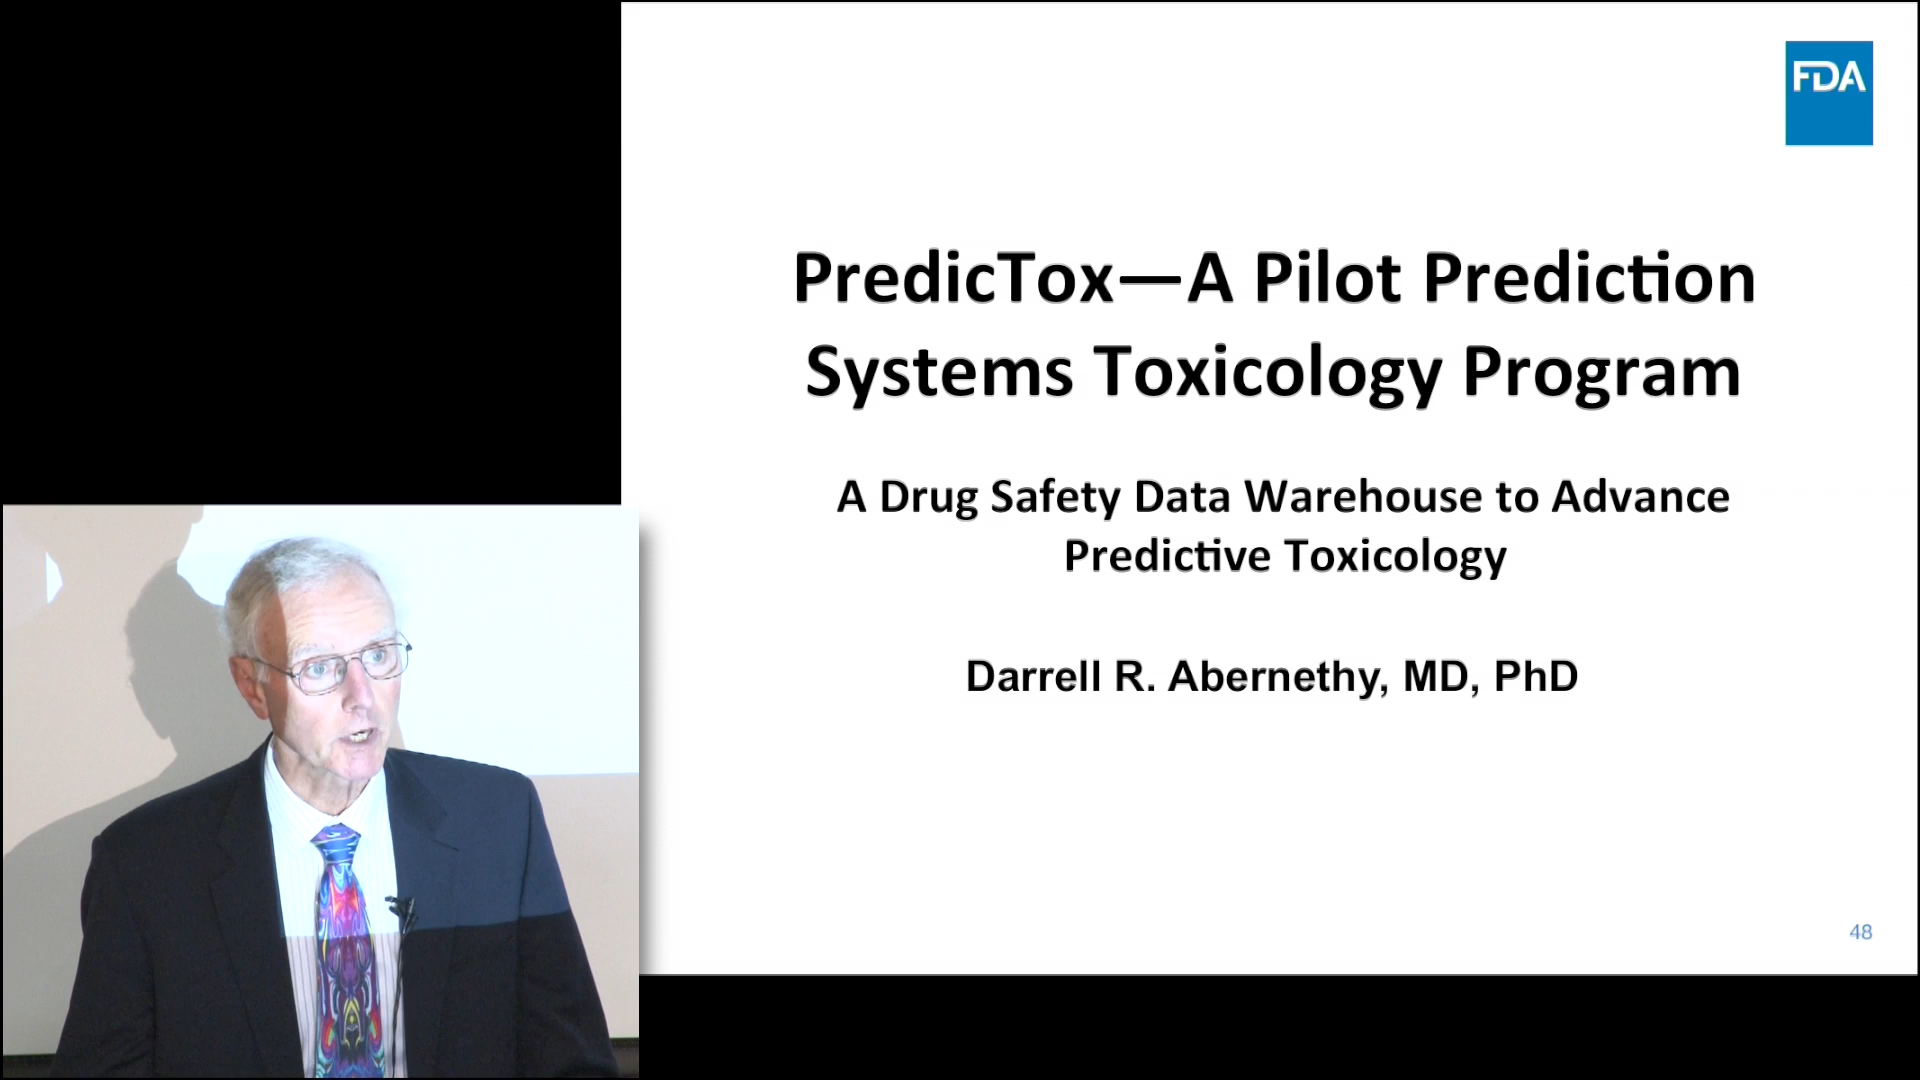 FDA
PredicTox—A Pilot Prediction
Systems Toxicology Program
A Drug Safety Data Warehouse to Advance
Predictive Toxicology
Darrell R. Abernethy, MD, PhD
48